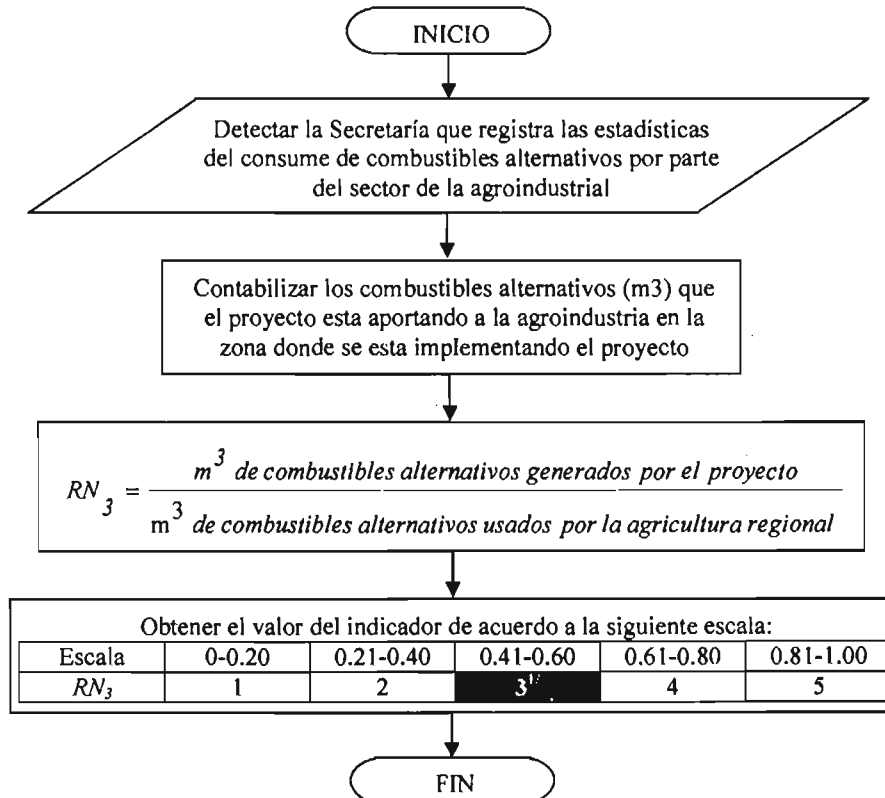 INICIO
Detectar la Secretaría que registra las estadísticas
del consume de combustibles alternativos por parte
del sector de la agroindustrial
Contabilizar los combustibles alternativos (m3) que
el proyecto esta aportando a la agroindustria en la
zona donde se esta implementando el proyecto
RN3 = m³ de combustibles alternativos generados por el proyecto
m³ de combustibles alternativos usados por la agricultura regional
Obtener el valor del indicador de acuerdo a la siguiente escala:
Escala 0-0.20 0.21-0.40 0.41-0.60 0.61-0.80 0.81-1.00
RN3 1 2 3¹/ 4 5
FIN